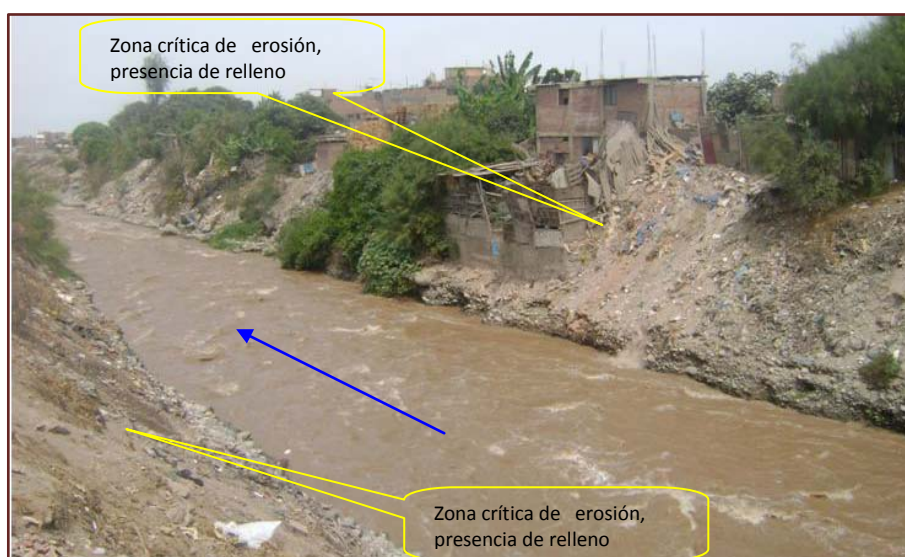 Zona crítica de erosión,
presencia de relleno
Zona crítica de erosión,
presencia de relleno